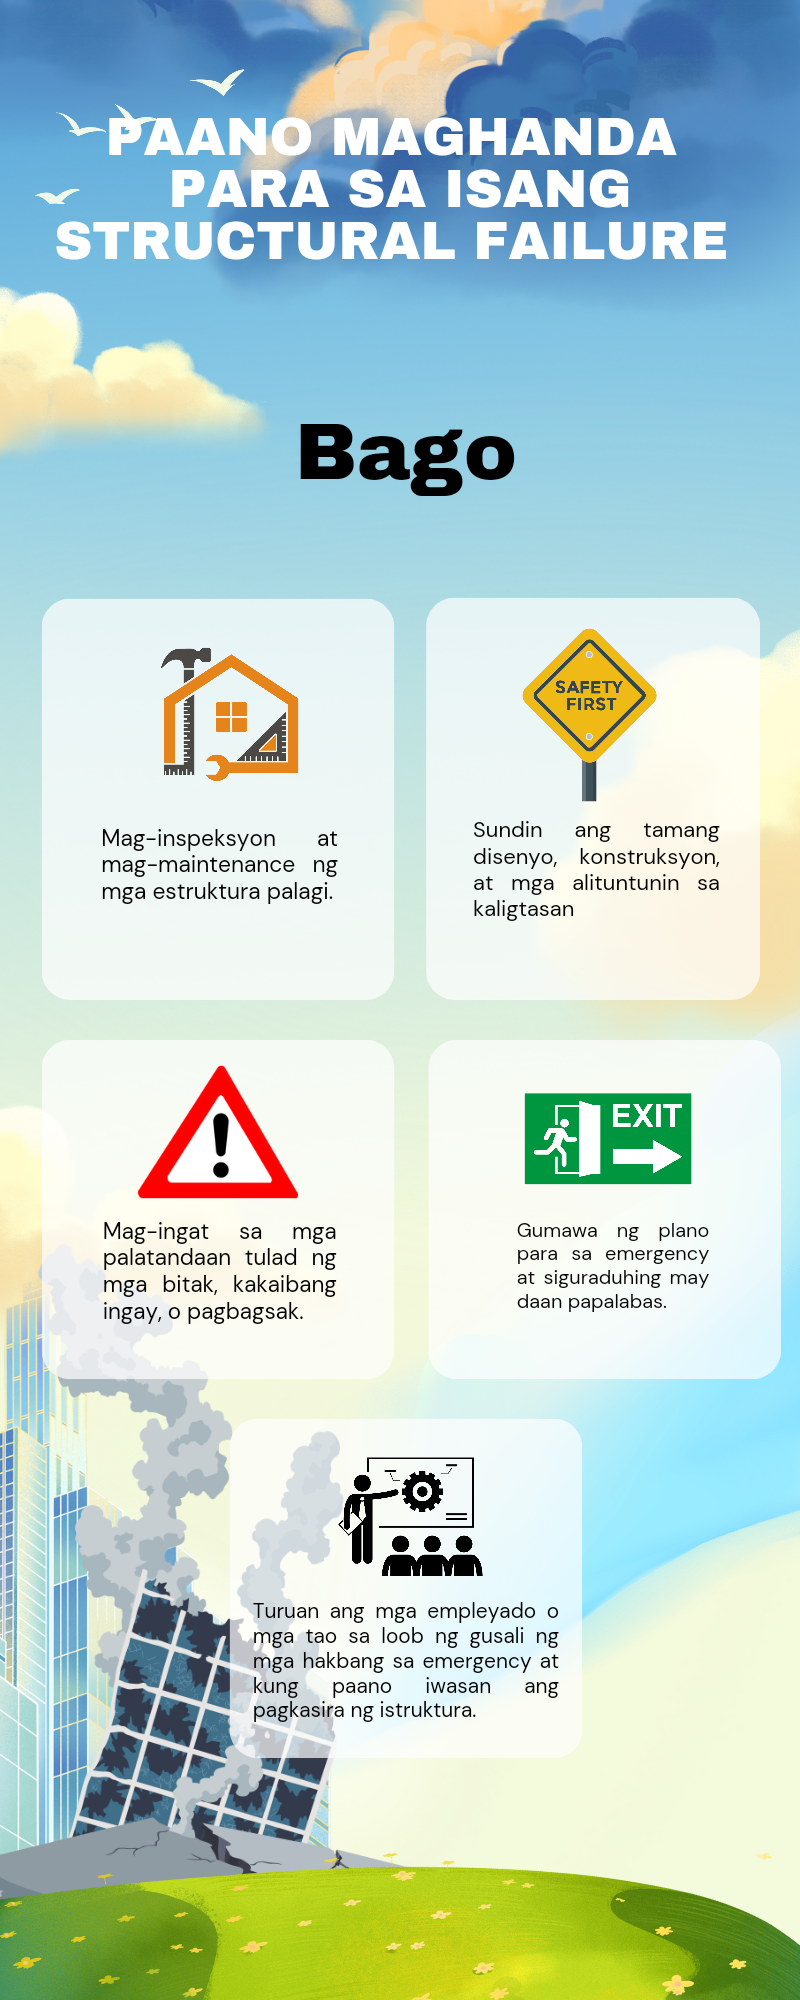 PAANO MAGHANDA
PARA SA ISANG
STRUCTURAL FAILURE
Bago
Mag-inspeksyon at
mag-maintenance ng
mga estruktura palagi.
SAFETY
FIRST
Sundin ang tamang
disenyo, konstruksyon,
at mga alituntunin sa
kaligtasan
Mag-ingat sa mga
palatandaan tulad ng
mga bitak, kakaibang
ingay, o pagbagsak.
EXIT
Gumawa ng plano
para sa emergency
at siguraduhing may
daan papalabas.
Turuan ang mga empleyado o
mga tao sa loob ng gusali ng
mga hakbang sa emergency at
kung paano iwasan ang
pagkasira ng istruktura.